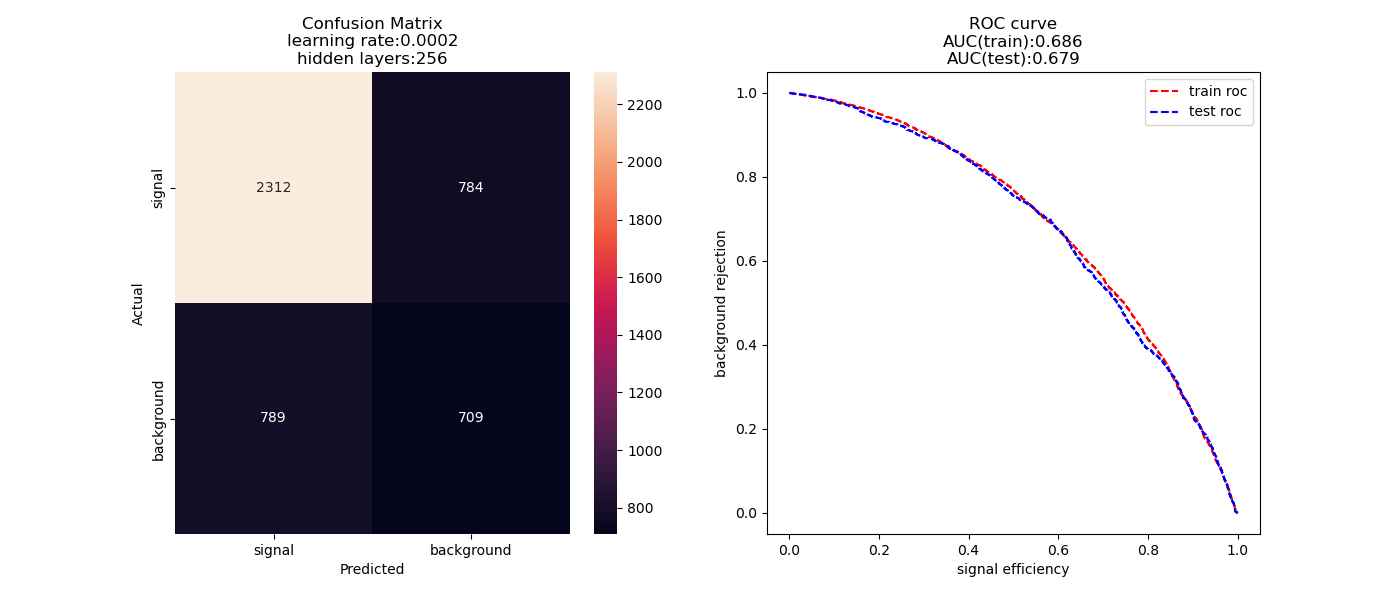 Confusion Matrix
learning rate:0.0002
hidden layers:256
signal
background
Actual
2312
784
789
709
signal
background
Predicted
2200
2000
1800
1600
1400
1200
1000
800
ROC curve
AUC(train):0.686
AUC(test):0.679
train roc
test roc
background rejection
1.0
0.8
0.6
0.4
0.2
0.0
0.0
0.2
0.4
0.6
0.8
1.0
signal efficiency